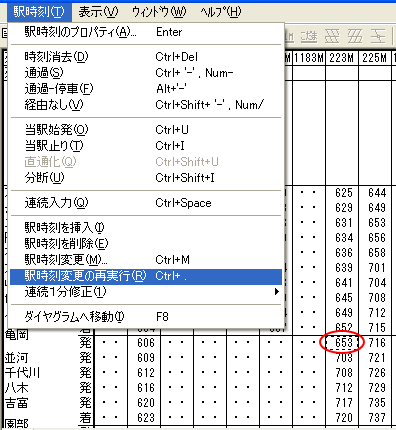 駅時刻(T) 表示(V) ウィンドウ(W) ヘルプ(H)
駅時刻のプロパティ(A)... Enter
時刻消去(D) Ctrl+Del
通過(S) Ctrl+ '-' , Num-
通過-停車(F) Alt+'-'
経由なし(V) Ctrl+Shift+ '-' , Num/
当駅始発(O) Ctrl+U
当駅止り(T) Ctrl+I
直通化(Q) Ctrl+Shift+U
分断(U) Ctrl+Shift+I
連続入力(Q) Ctrl+Space
駅時刻を挿入(I)
駅時刻を削除(E)
駅時刻変更(M)... Ctrl+M
駅時刻変更の再実行(R) Ctrl+ .
連続1分修正(1)
ダイヤグラムへ移動(I) F8
1183M 223M 225M
・・ 625 644
・・ 629 649
・・ 631 653
・・ 634 656
・・ 636 658
・・ 639 701
・・ 641 704
・・ 645 708
・・ 649 712
・・ 652 715
亀岡 発 ・・ 606 ・・ ・・ ・・ ・・ 653 716
並河 発 ・・ 609 ・・ ・・ ・・ ・・ 703 721
千代川 発 ・・ 612 ・・ ・・ ・・ ・・ 708 726
八木 発 ・・ 616 ・・ ・・ ・・ ・・ 712 729
吉富 発 ・・ 620 ・・ ・・ ・・ ・・ 717 735
園部 着 ・・ 623 ・・ ・・ ・・ ・・ 720 737